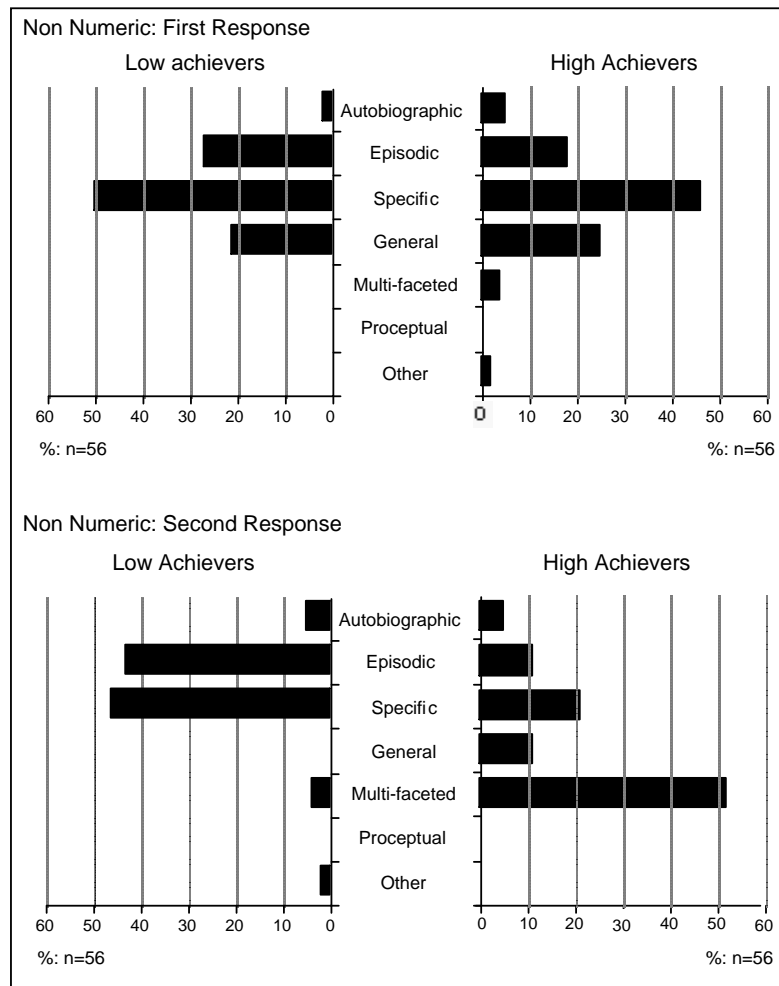 Non Numeric: First Response
Low achievers
High Achievers
Autobiographic
Episodic
Specific
General
Multi-faceted
Proceptual
Other
60 50 40 30 20 10 0
0 10 20 30 40 50 60
%: n=56
%: n=56
Non Numeric: Second Response
Low Achievers
High Achievers
Autobiographic
Episodic
Specific
General
Multi-faceted
Proceptual
Other
60 50 40 30 20 10 0
0 10 20 30 40 50 60
%: n=56
%: n=56